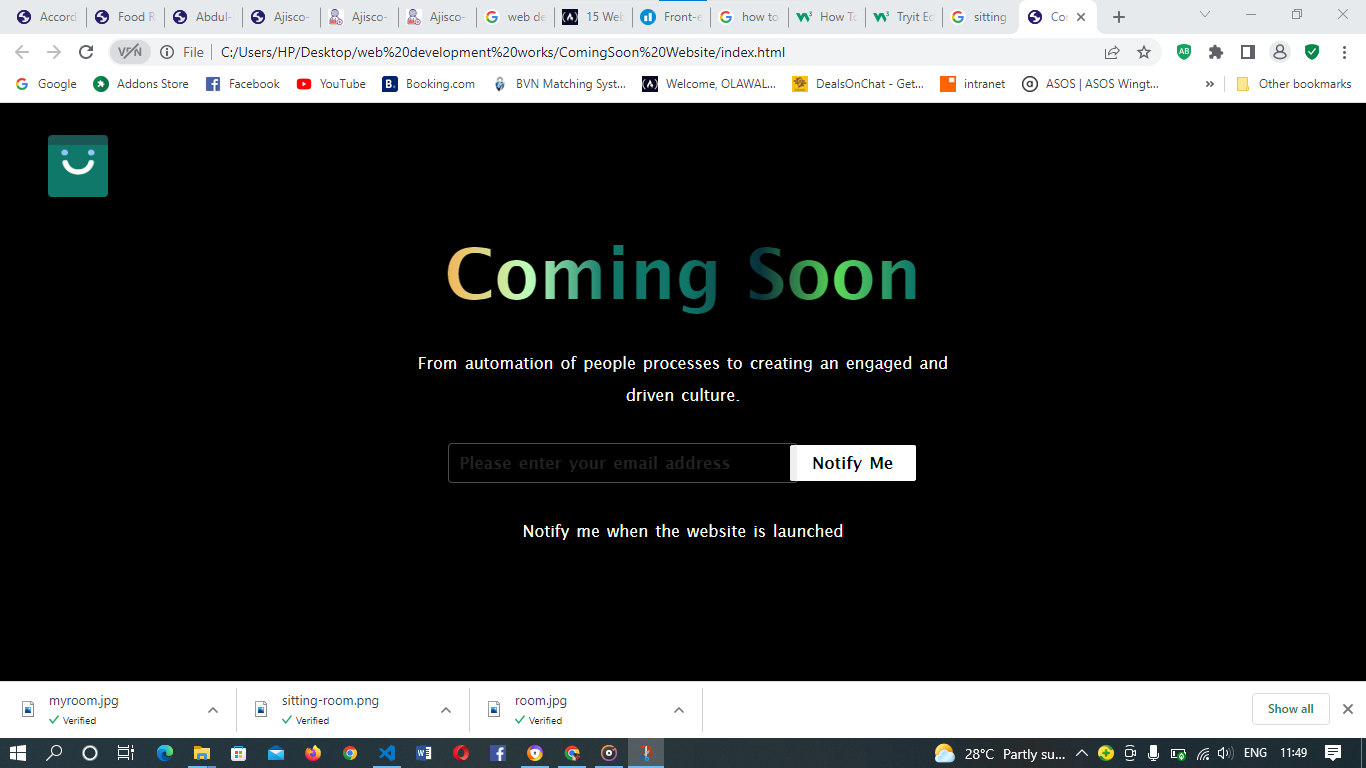 Accord
Food R
Abdul-
Ajisco-
Ajisco-
Ajisco-
web de
15 Web
Front-e
how to
How To
Tryit Ed
sitting
Co
VPN
File
C:/Users/HP/Desktop/web%20development%20works/ComingSoon%20Website/index.html
AB
Google
Addons Store
Facebook
YouTube
B.
Booking.com
BVN Matching Syst...
Welcome, OLAWAL...
DealsOnChat - Get...
intranet
ASOS | ASOS Wingt...
»
Other bookmarks
Coming Soon
From automation of people processes to creating an engaged and
driven culture.
Please enter your email address
Notify Me
Notify me when the website is launched
myroom.jpg
Verified
sitting-room.png
Verified
room.jpg
Verified
Show all
28°C Partly su...
ENG
11:49